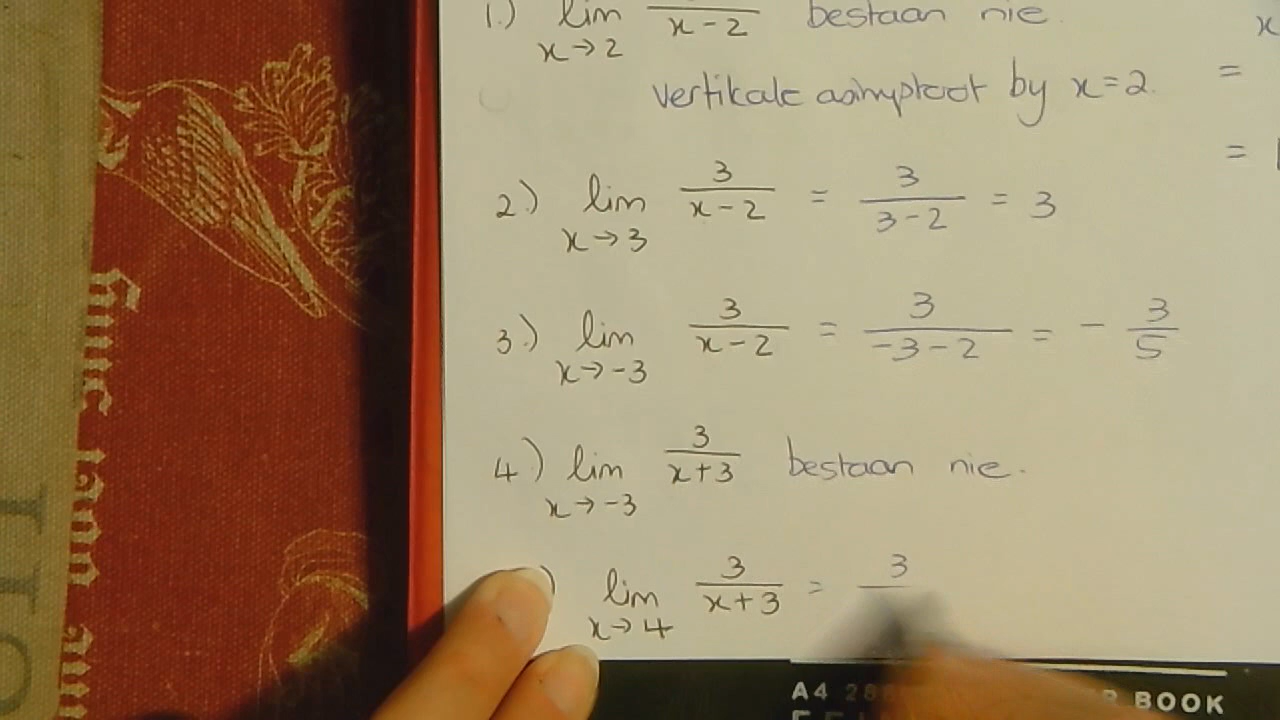 1.) lim x→2 x-2 bestaan nie
vertikale asimptoot by x=2.
2.) lim x→3 3/(x-2) = 3/(3-2) = 3
3.) lim x→-3 3/(x-2) = 3/(-3-2) = - 3/5
4.) lim x→-3 3/(x+3) bestaan nie.
) lim x→4 3/(x+3) = 3
x
=
=
A4
BOOK